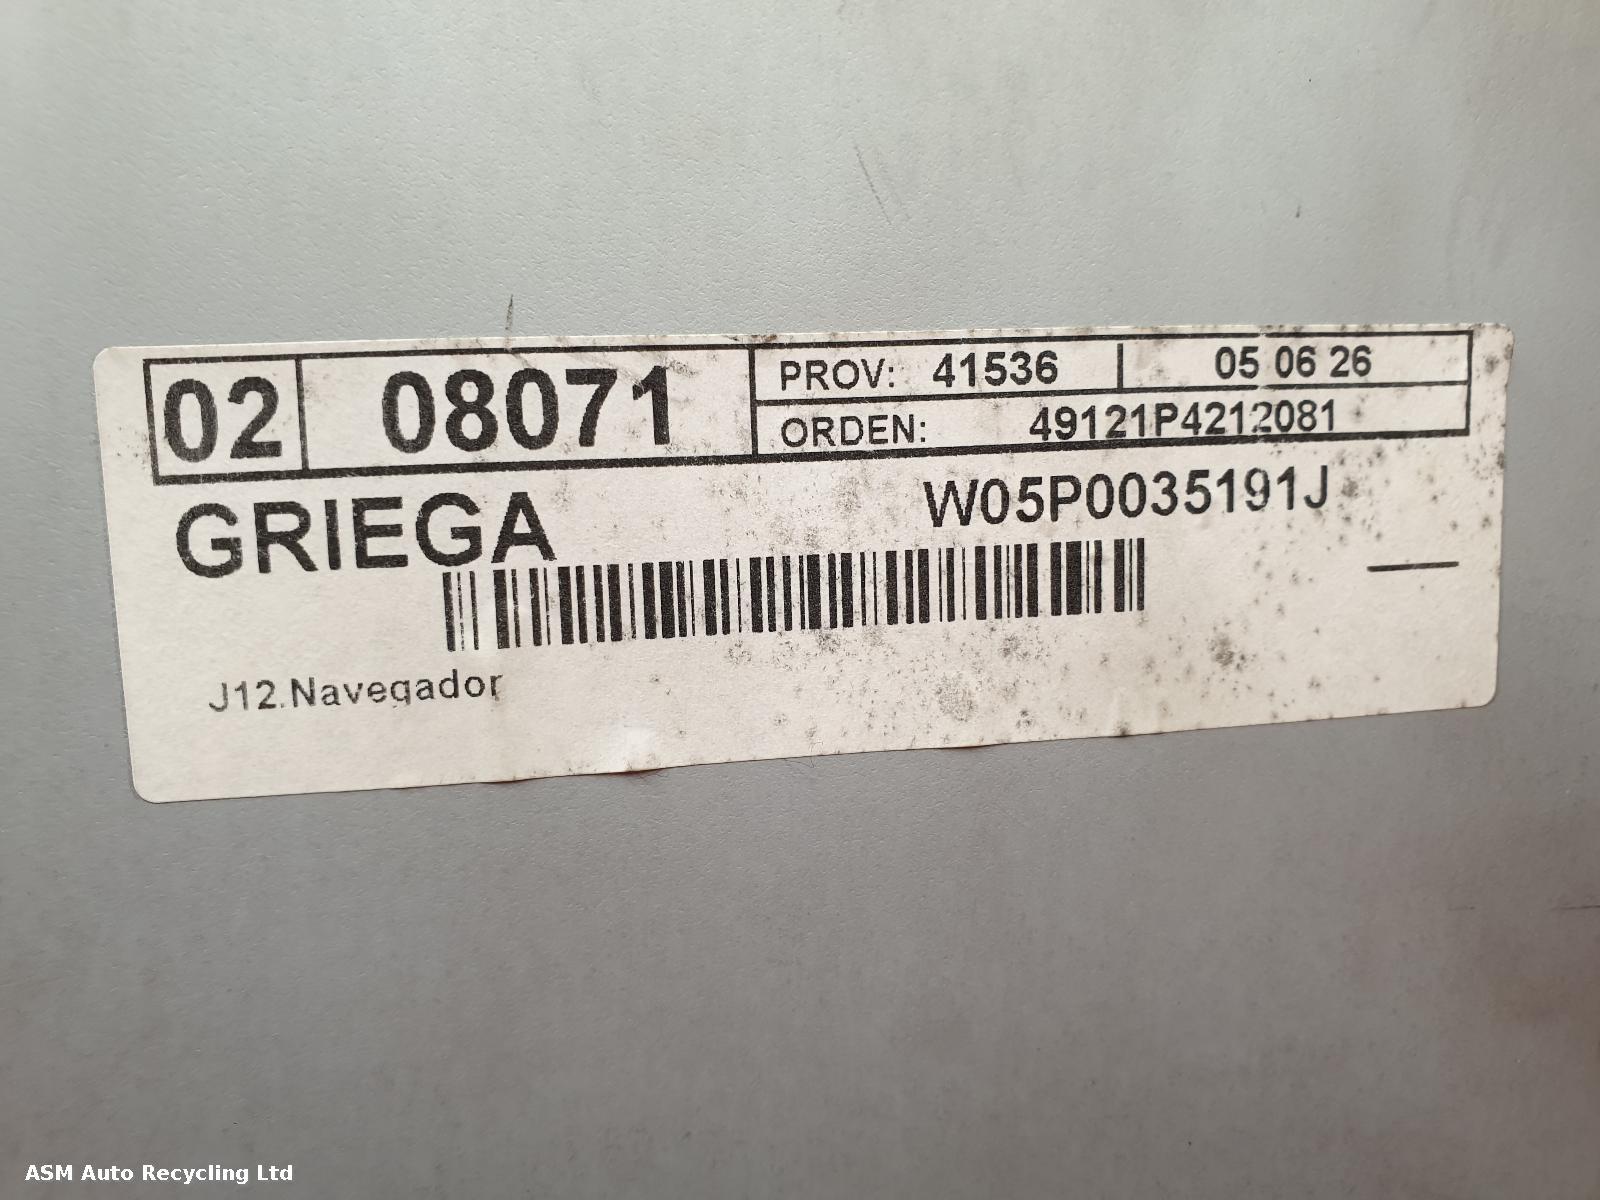 02 08071 PROV: 41536 05 06 26
ORDEN: 49121P4212081
GRIEGA W05P0035191J
J12.Navegador
ASM Auto Recycling Ltd